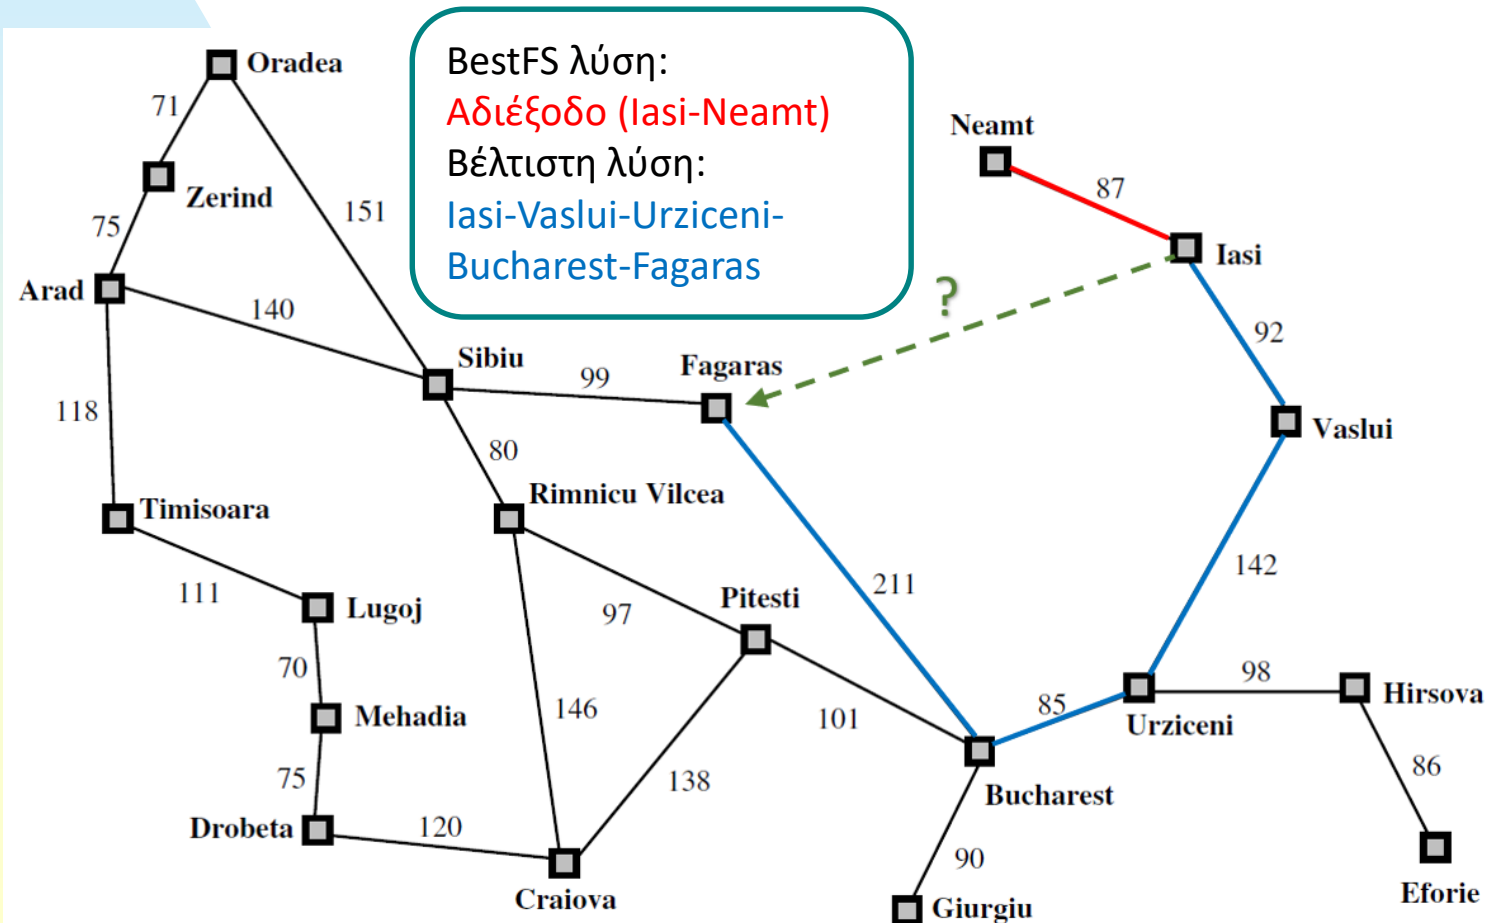 BestFS λύση:
Αδιέξοδο (Iasi-Neamt)
Βέλτιστη λύση:
Iasi-Vaslui-Urziceni-
Bucharest-Fagaras
Oradea
71
Zerind
75
151
Arad
140
Neamt
87
Iasi
?
92
Sibiu
99
Fagaras
118
80
Vaslui
Timisoara
Rimnicu Vilcea
142
111
Lugoj
97
Pitesti
211
70
Mehadia
146
101
85
98
Hirsova
Urziceni
75
138
86
Bucharest
Drobeta
120
90
Craiova
Giurgiu
Eforie